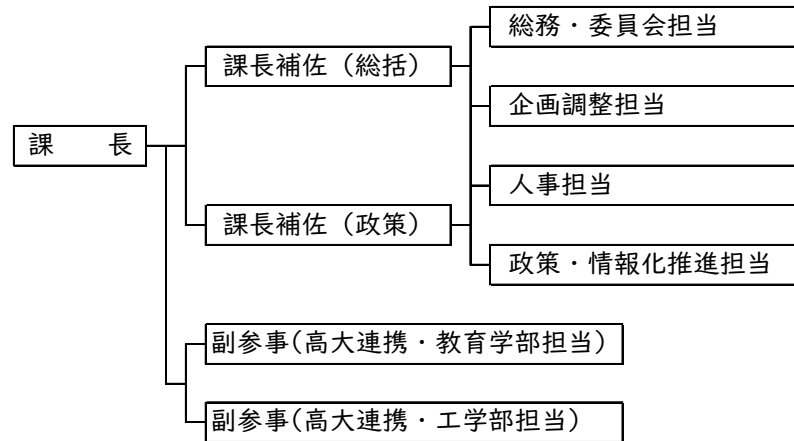 総務・委員会担当
課長補佐（総括）
企画調整担当
課　　長
人事担当
課長補佐（政策）
政策・情報化推進担当
副参事(高大連携・教育学部担当)
副参事(高大連携・工学部担当)